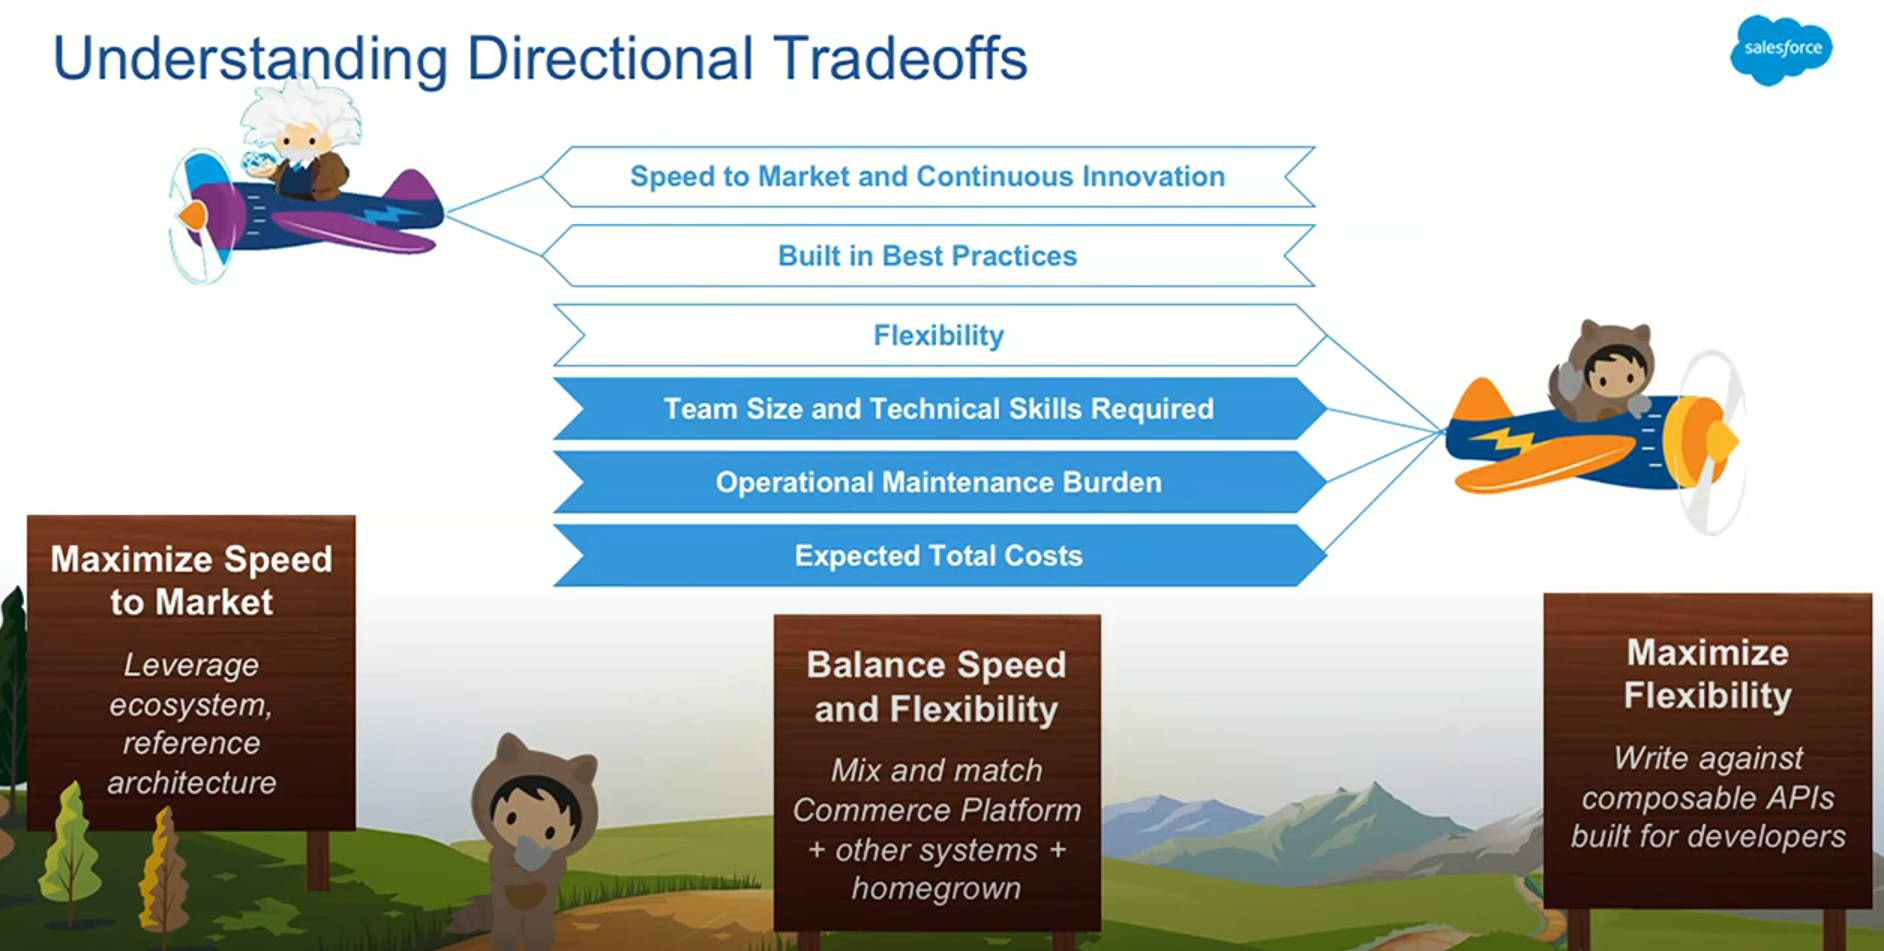 Understanding Directional Tradeoffs
salesforce
Speed to Market and Continuous Innovation
Built in Best Practices
Flexibility
Team Size and Technical Skills Required
Operational Maintenance Burden
Expected Total Costs
Maximize Speed
to Market
Leverage
ecosystem,
reference
architecture
Balance Speed
and Flexibility
Mix and match
Commerce Platform
+ other systems +
homegrown
Maximize
Flexibility
Write against
composable APIs
built for developers